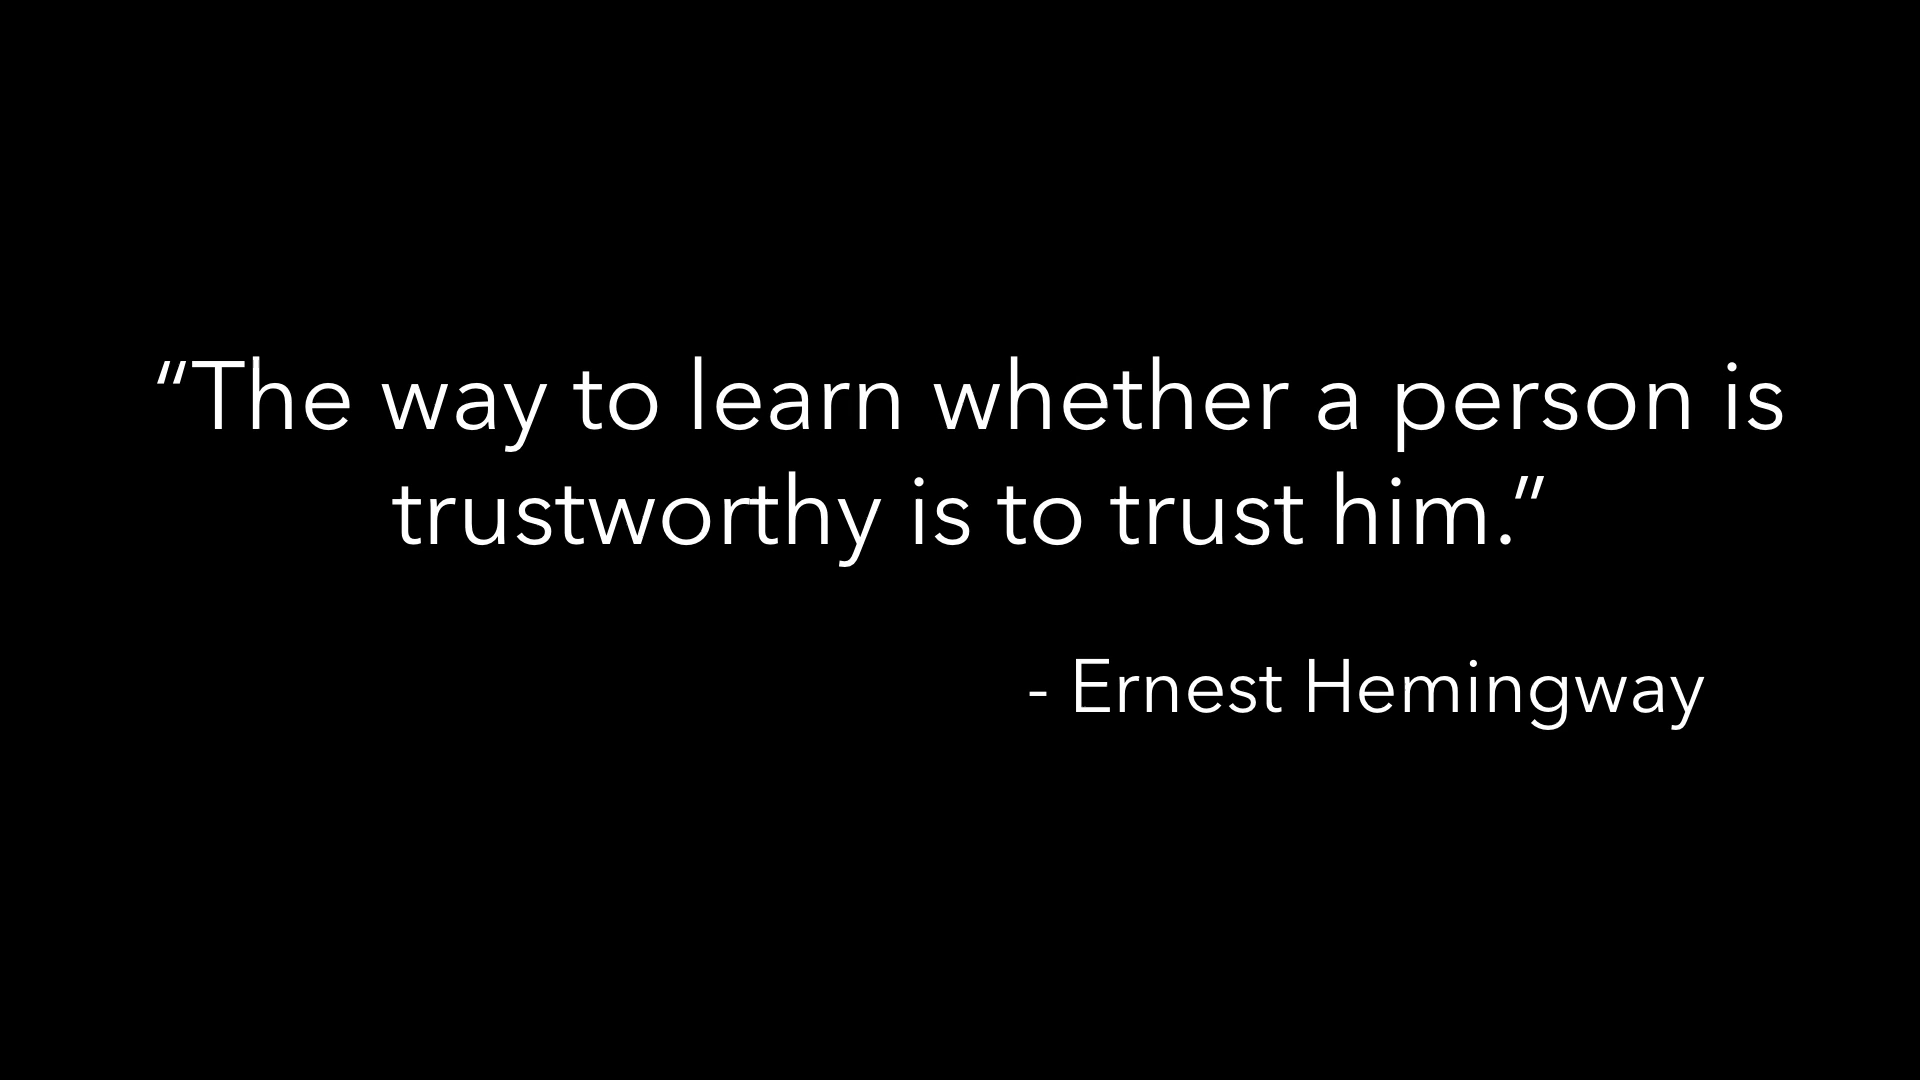 “The way to learn whether a person is
trustworthy is to trust him.”
- Ernest Hemingway